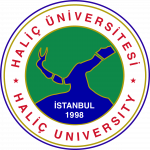 HALİÇ ÜNİVERSİTESİ
İSTANBUL
1998
HALİÇ UNIVERSITY